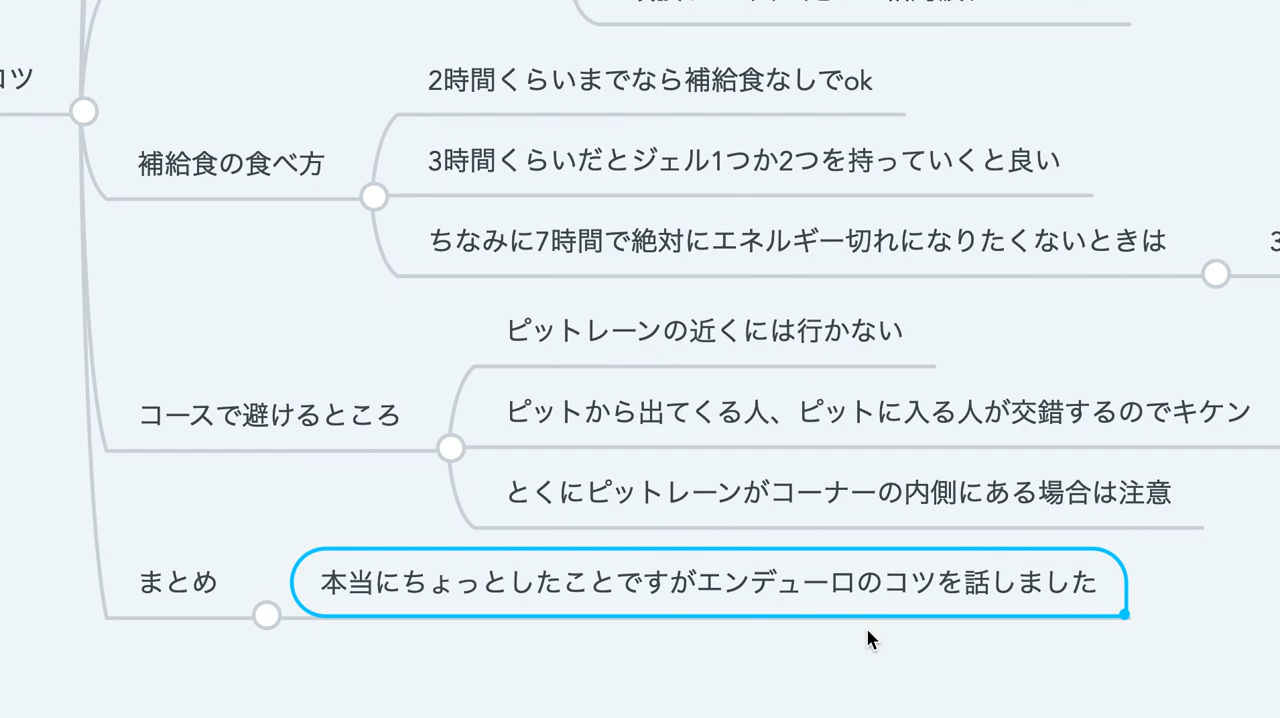 コツ
補給食の食べ方
2時間くらいまでなら補給食なしでok
3時間くらいだとジェル1つか2つを持っていくと良い
ちなみに7時間で絶対にエネルギー切れになりたくないときは
コースで避けるところ
ピットレーンの近くには行かない
ピットから出てくる人、ピットに入る人が交錯するのでキケン
とくにピットレーンがコーナーの内側にある場合は注意
まとめ
本当にちょっとしたことですがエンデューロのコツを話しました